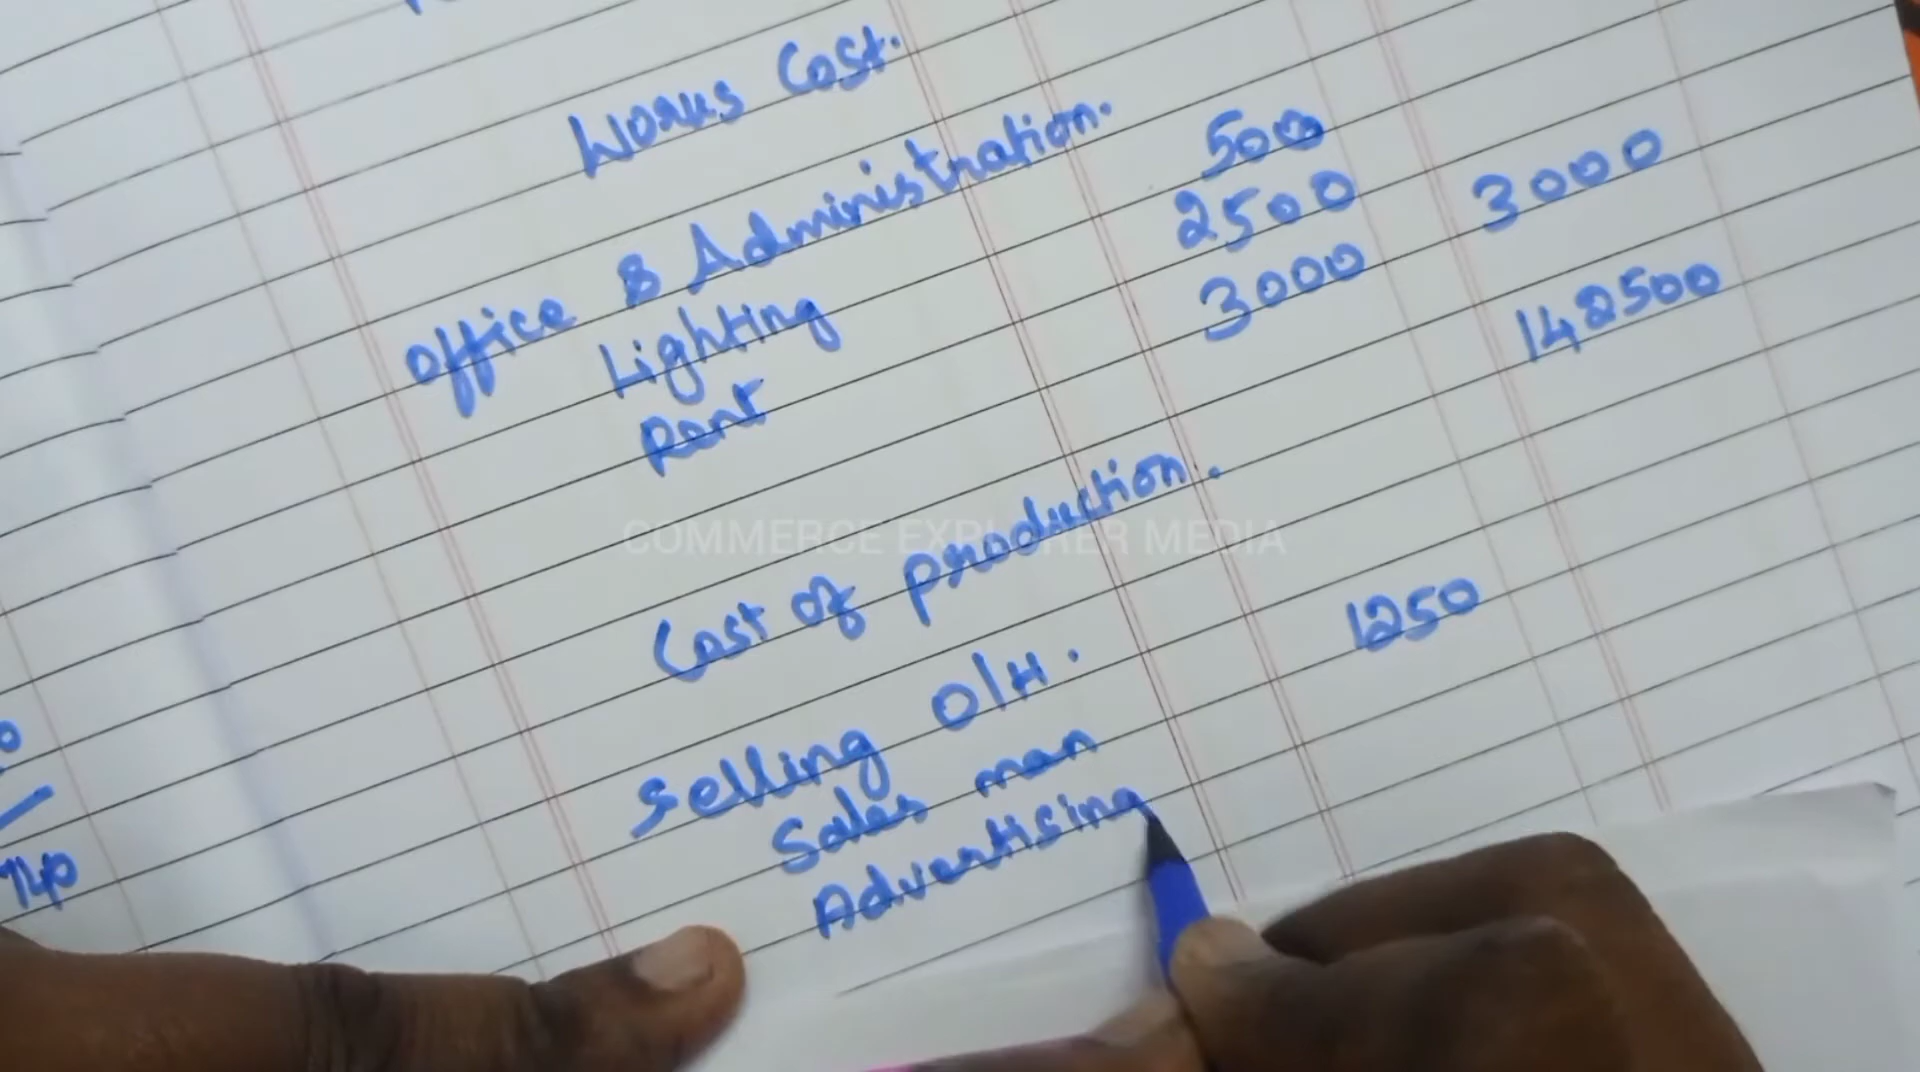 Works Cost.
Office & Administration.
Lighting 500
Rent 2500 3000
3000
Cost of production. 142500
Selling O/H.
Sales man 1250
Advertising
COMMERCE EXPLORER MEDIA